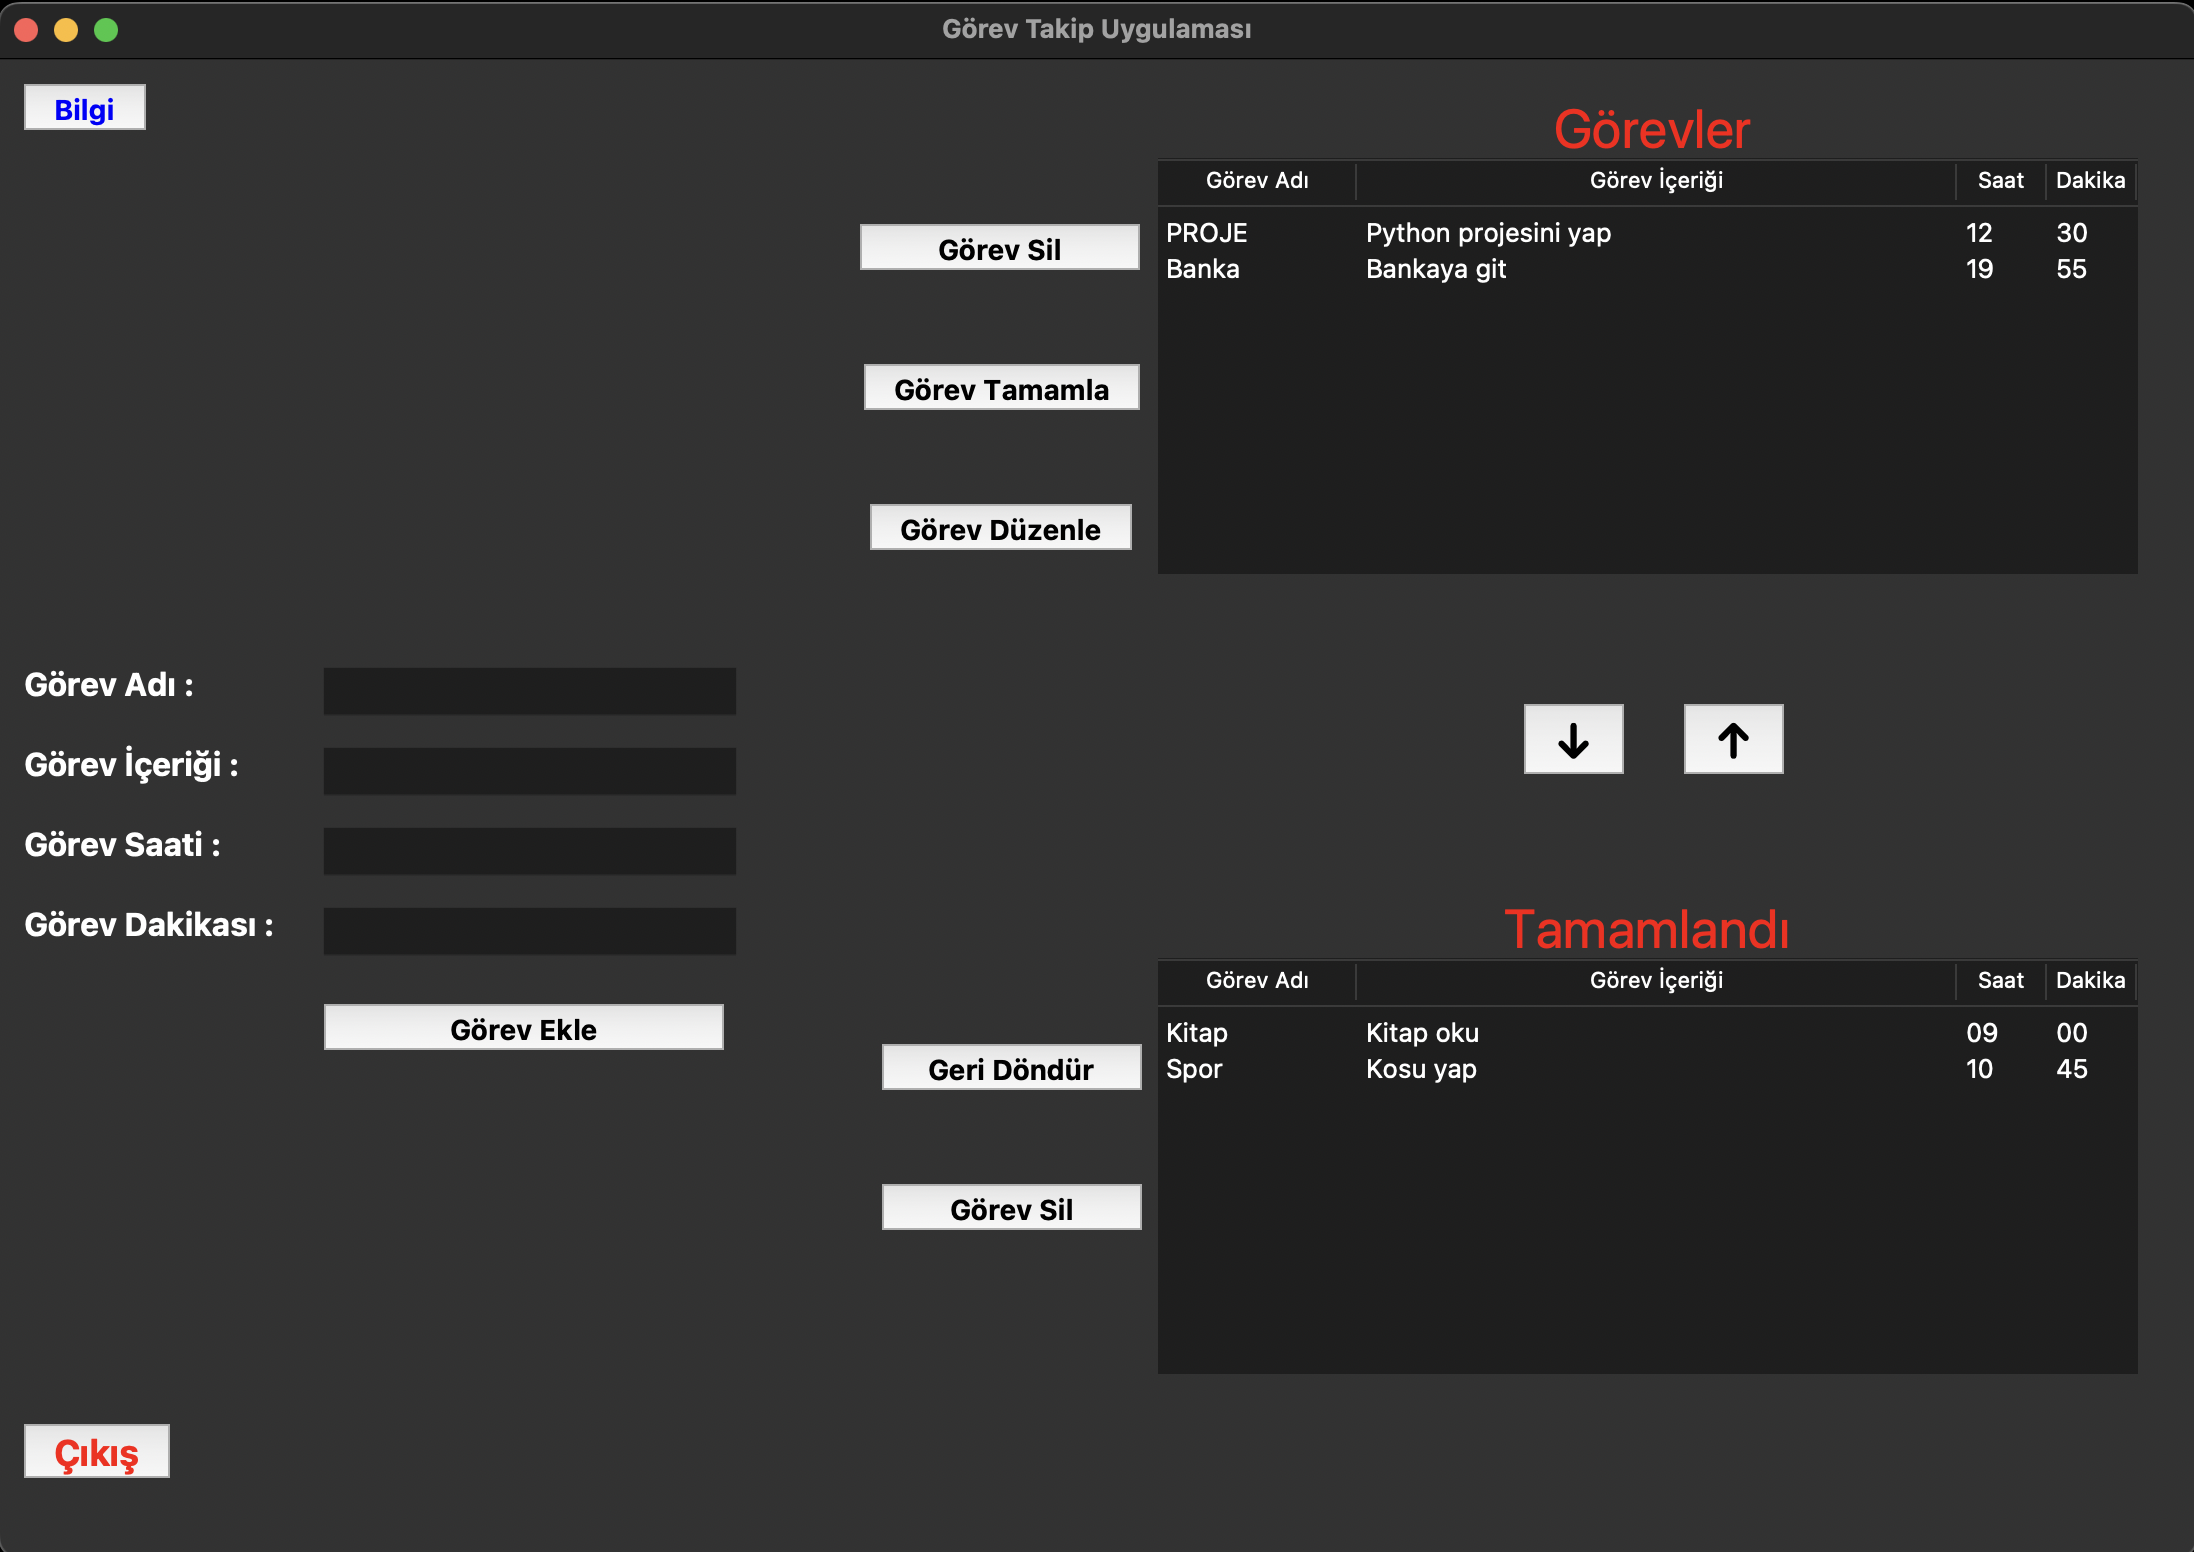 Görev Takip Uygulaması
Bilgi
Görevler
Görev Adı Görev İçeriği Saat Dakika
PROJE Python projesini yap 12 30
Banka Bankaya git 19 55
Görev Sil
Görev Tamamla
Görev Düzenle
Görev Adı :
Görev İçeriği :
Görev Saati :
Görev Dakikası :
Görev Ekle
↓ ↑
Tamamlandı
Görev Adı Görev İçeriği Saat Dakika
Kitap Kitap oku 09 00
Spor Kosu yap 10 45
Geri Döndür
Görev Sil
Çıkış